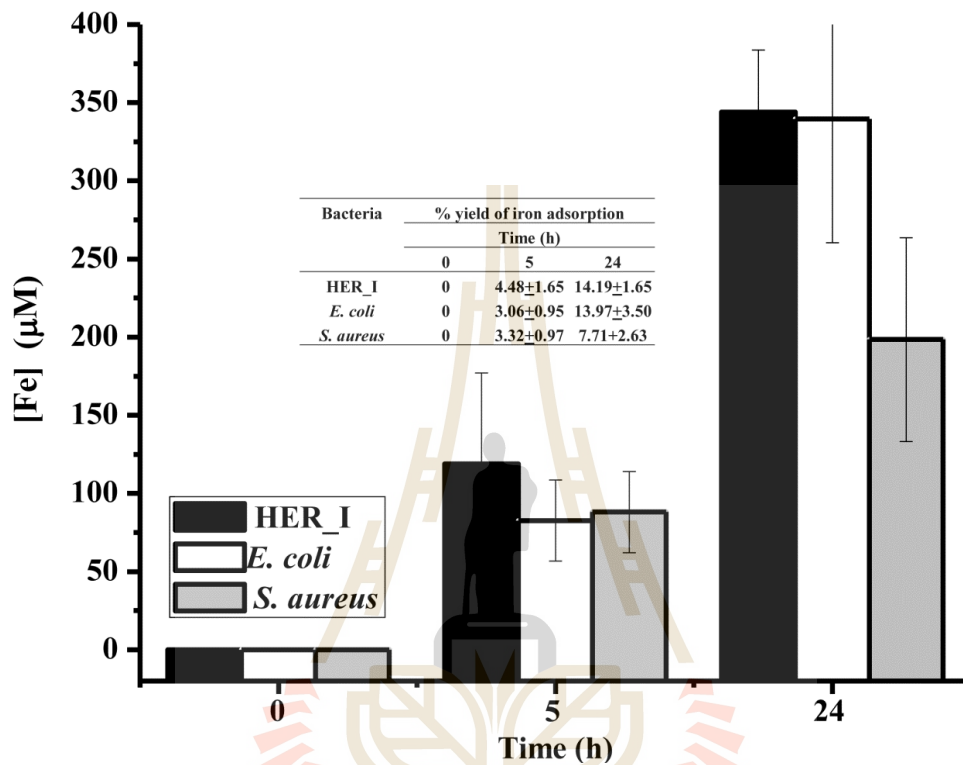 400
350
300
250
200
150
100
50
0
[Fe] (µM)
Bacteria % yield of iron adsorption
Time (h)
0 5 24
HER_I 0 4.48±1.65 14.19±1.65
E. coli 0 3.06±0.95 13.97±3.50
S. aureus 0 3.32±0.97 7.71+2.63
HER_I
E. coli
S. aureus
0 5 24
Time (h)